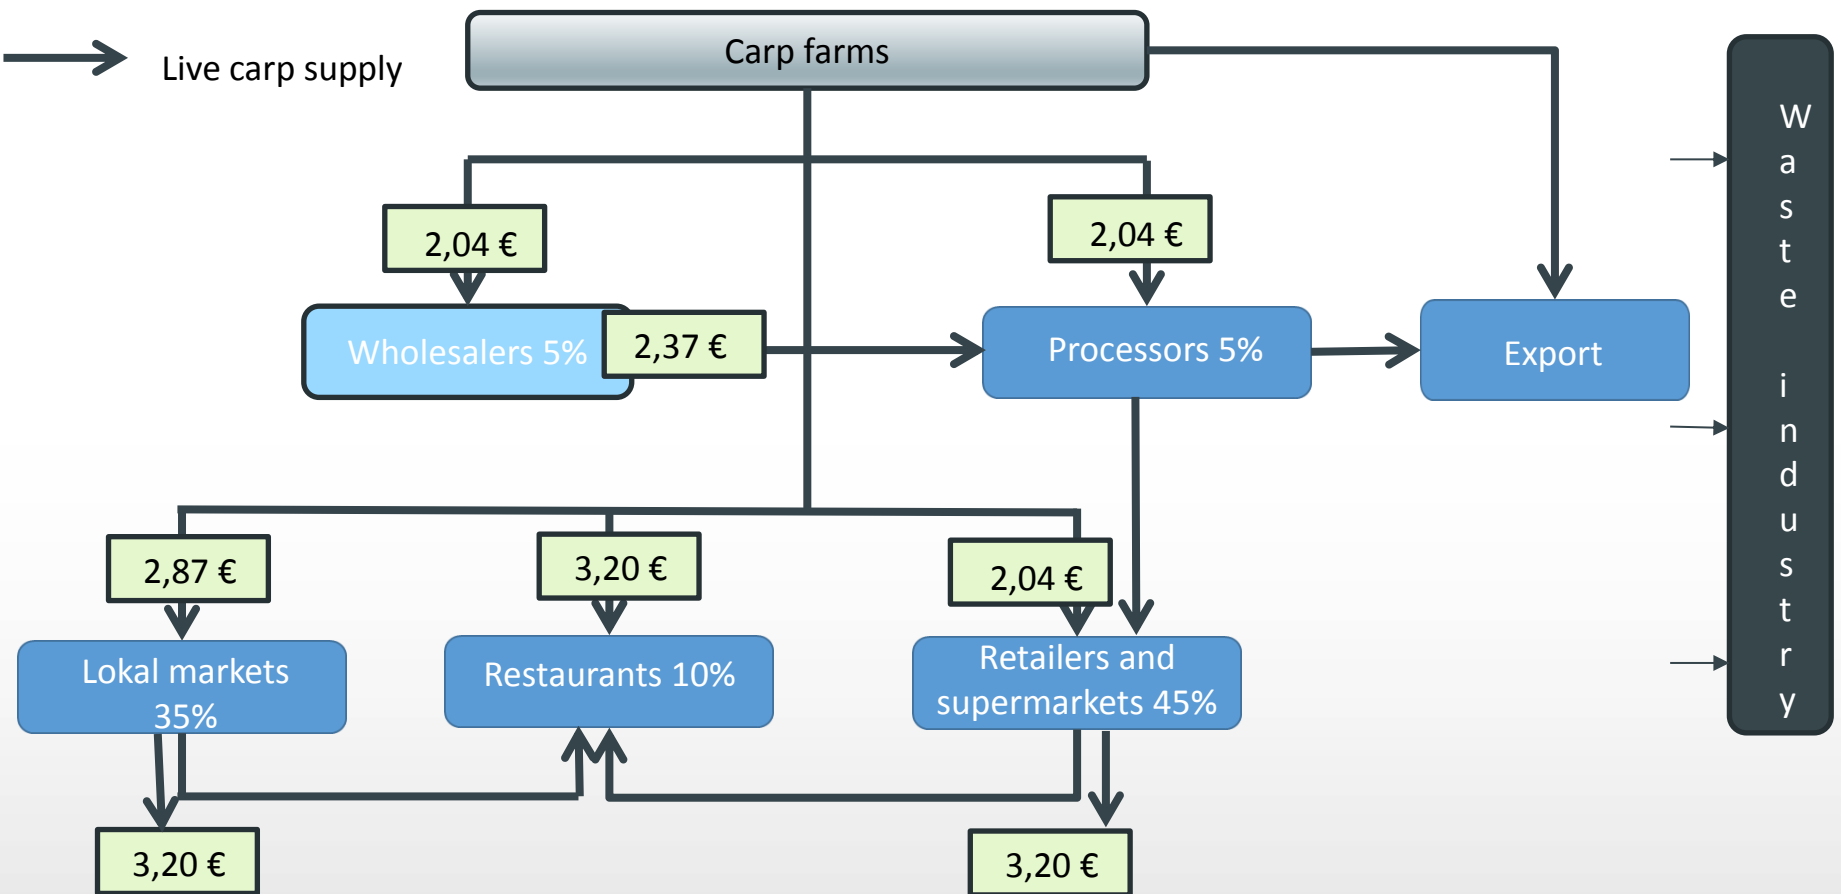 Carp farms
Live carp supply
2,04 €
2,04 €
Wholesalers 5%
2,37 €
Processors 5%
Export
2,87 €
3,20 €
2,04 €
Lokal markets
35%
Restaurants 10%
Retailers and
supermarkets 45%
3,20 €
3,20 €
W
a
s
t
e
i
n
d
u
s
t
r
y